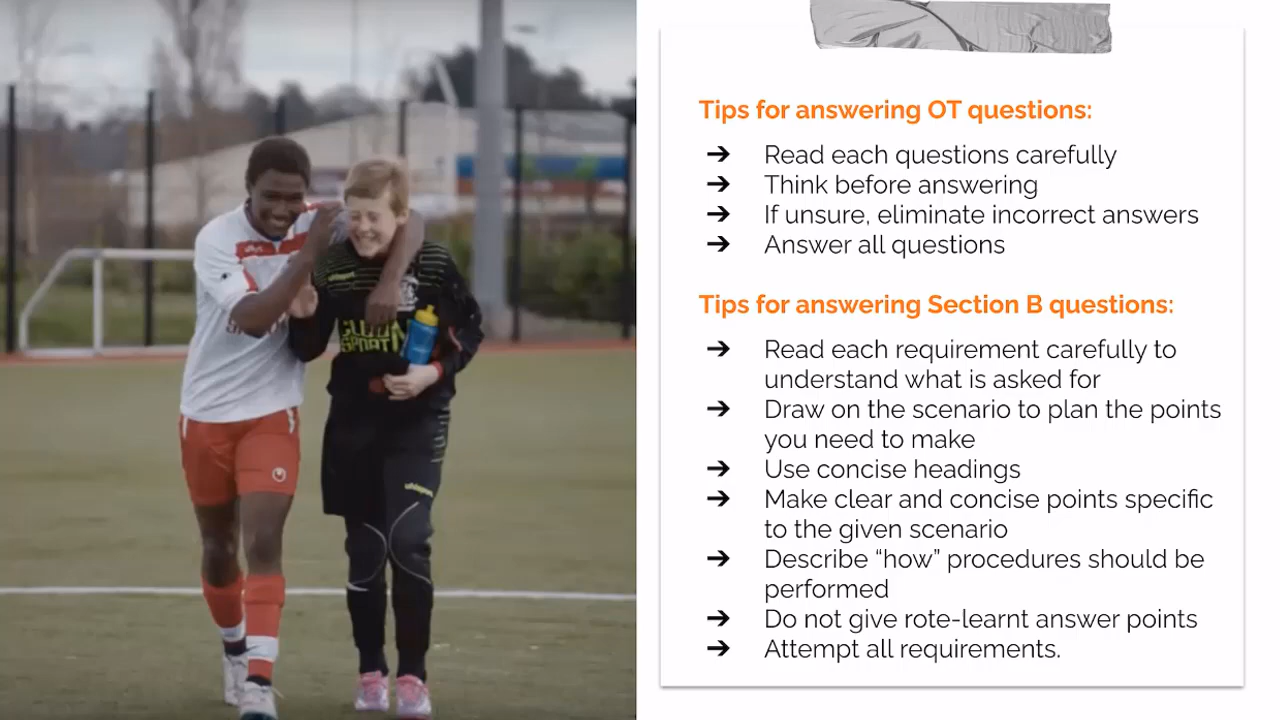 Tips for answering OT questions:
➔ Read each questions carefully
➔ Think before answering
➔ If unsure, eliminate incorrect answers
➔ Answer all questions
Tips for answering Section B questions:
➔ Read each requirement carefully to
understand what is asked for
➔ Draw on the scenario to plan the points
you need to make
➔ Use concise headings
➔ Make clear and concise points specific
to the given scenario
➔ Describe “how” procedures should be
performed
➔ Do not give rote-learnt answer points
➔ Attempt all requirements.
uhlsport
SPORT
uhlsport